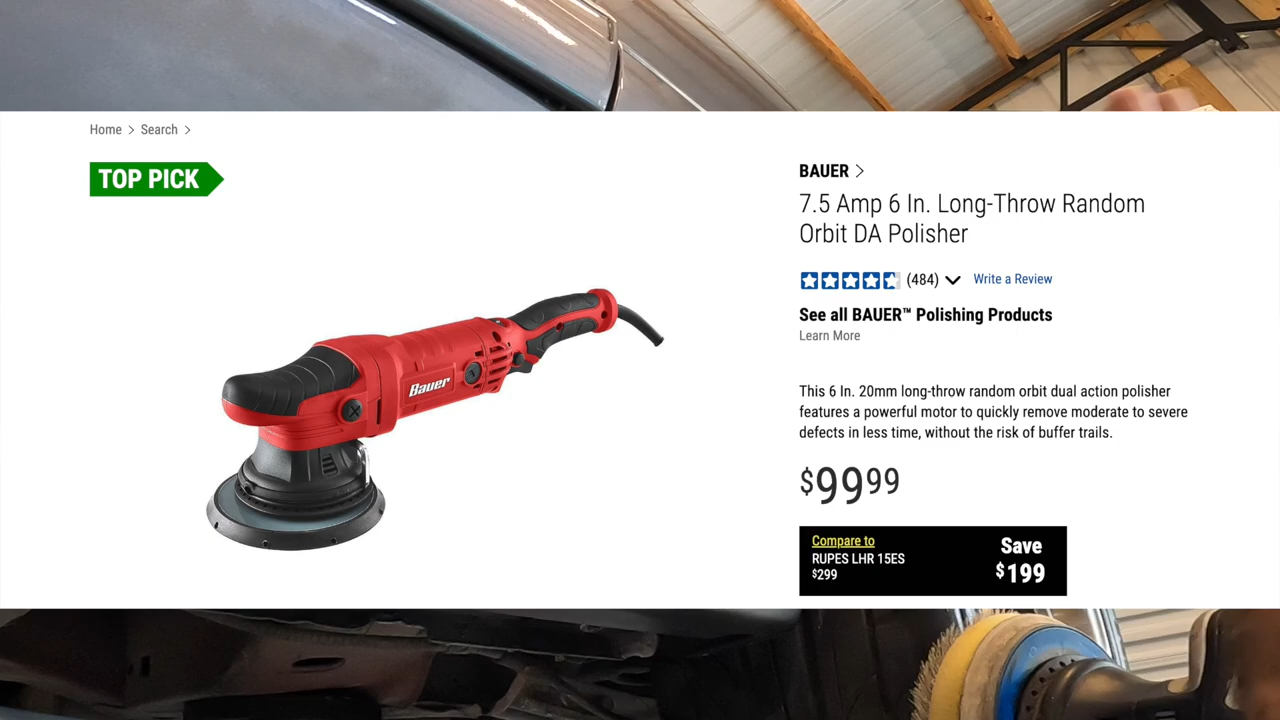 Home > Search >
TOP PICK
BAUER >
7.5 Amp 6 In. Long-Throw Random
Orbit DA Polisher
(484) Write a Review
See all BAUER™ Polishing Products
Learn More
This 6 In. 20mm long-throw random orbit dual action polisher
features a powerful motor to quickly remove moderate to severe
defects in less time, without the risk of buffer trails.
$99.99
Compare to
RUPES LHR 15ES
$299
Save
$199
Bauer